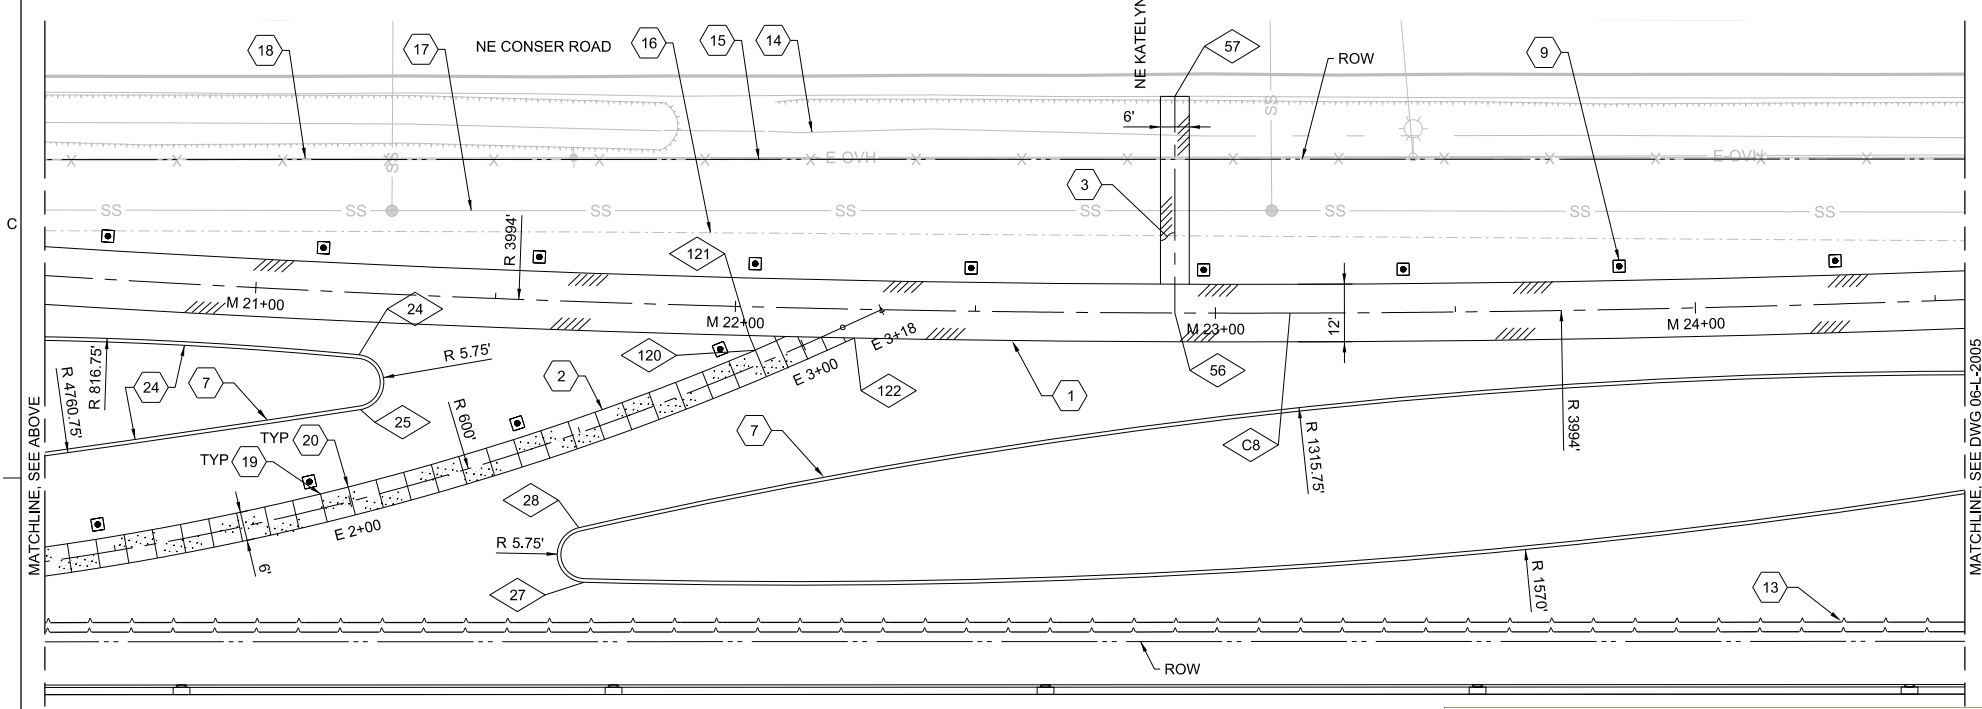 18
17
NE CONSER ROAD
16
15
14
NE KATELYN
57
ROW
9
SS
6'
E-OVH
E-OVH
SS
3
C
SS
SS
SS
SS
SS
SS
SS
SS
R 3994'
121
M 21+00
24
M 22+00
E 3+18
M 23+00
12'
M 24+00
R 816.75'
R 4760.75'
24
7
R 5.75'
120
E 3+00
122
56
1
2
25
R 600'
TYP
20
TYP
19
7
C8
R 1315.75'
R 3994'
MATCHLINE, SEE ABOVE
MATCHLINE, SEE DWG 06-L-2005
28
E 2+00
R 5.75'
6'
27
R 1570'
13
ROW